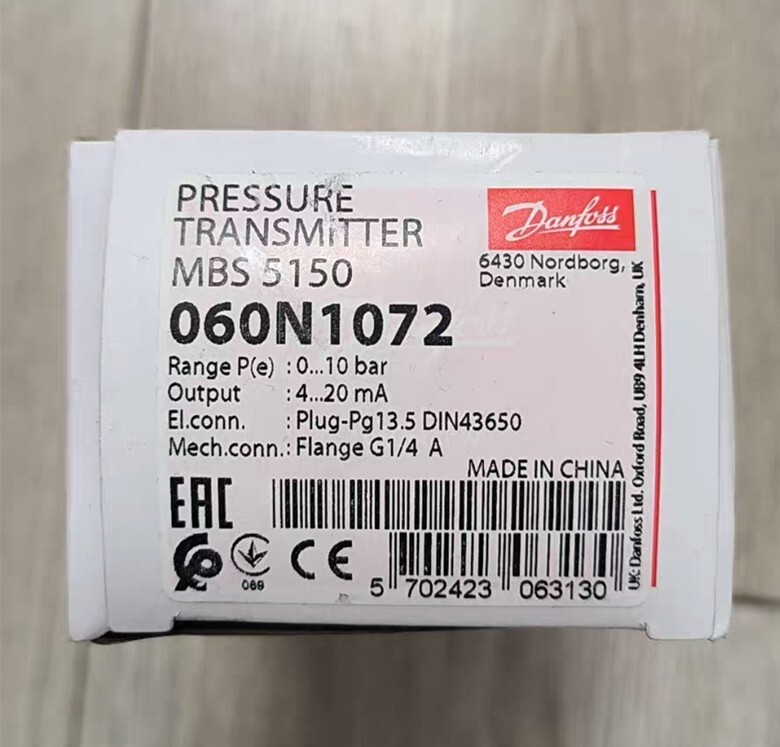 PRESSURE
TRANSMITTER
MBS 5150
Danfoss
6430 Nordborg,
Denmark
060N1072
Range P(e) : 0...10 bar
Output : 4...20 mA
El.conn. : Plug-Pg13.5 DIN43650
Mech.conn.: Flange G1/4 A
MADE IN CHINA
EAC
069
CE
5 702423 063130
UK: Danfoss Ltd. Oxford Road, UB9 4LH Denham, UK